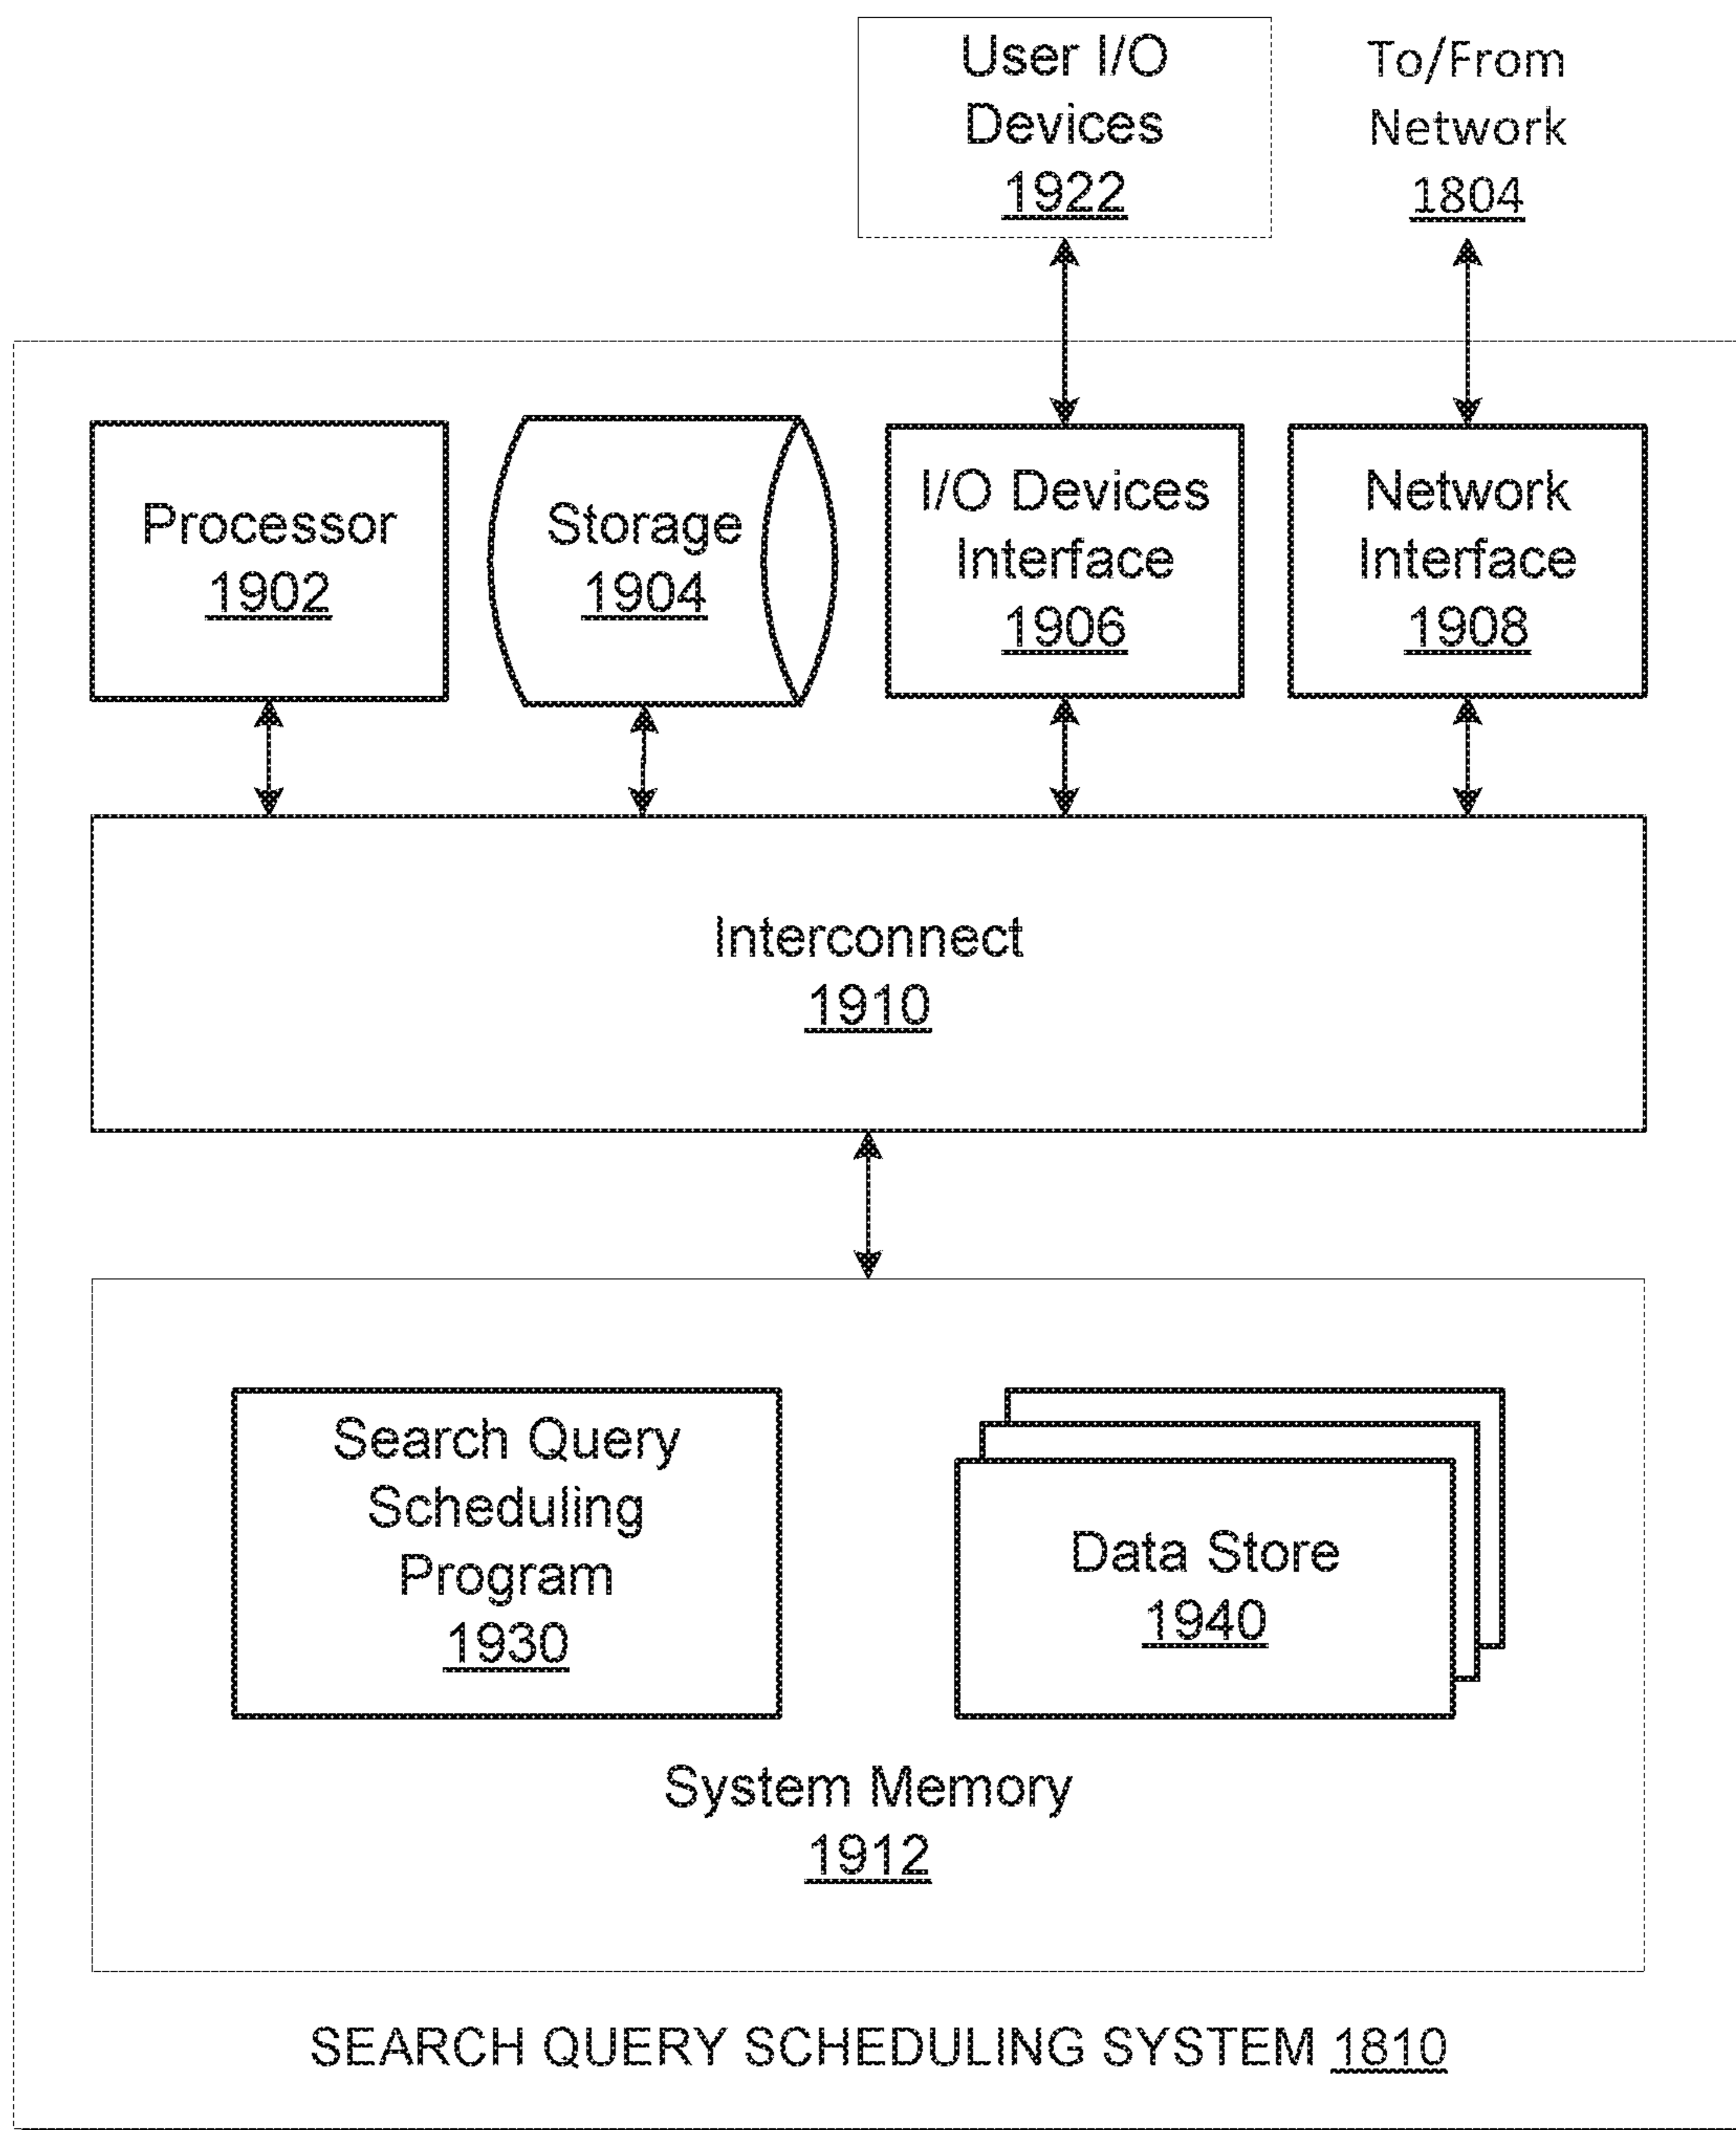 User I/O
Devices
1922
To/From
Network
1804
Processor
1902
Storage
1904
I/O Devices
Interface
1906
Network
Interface
1908
Interconnect
1910
Search Query
Scheduling
Program
1930
Data Store
1940
System Memory
1912
SEARCH QUERY SCHEDULING SYSTEM 1810